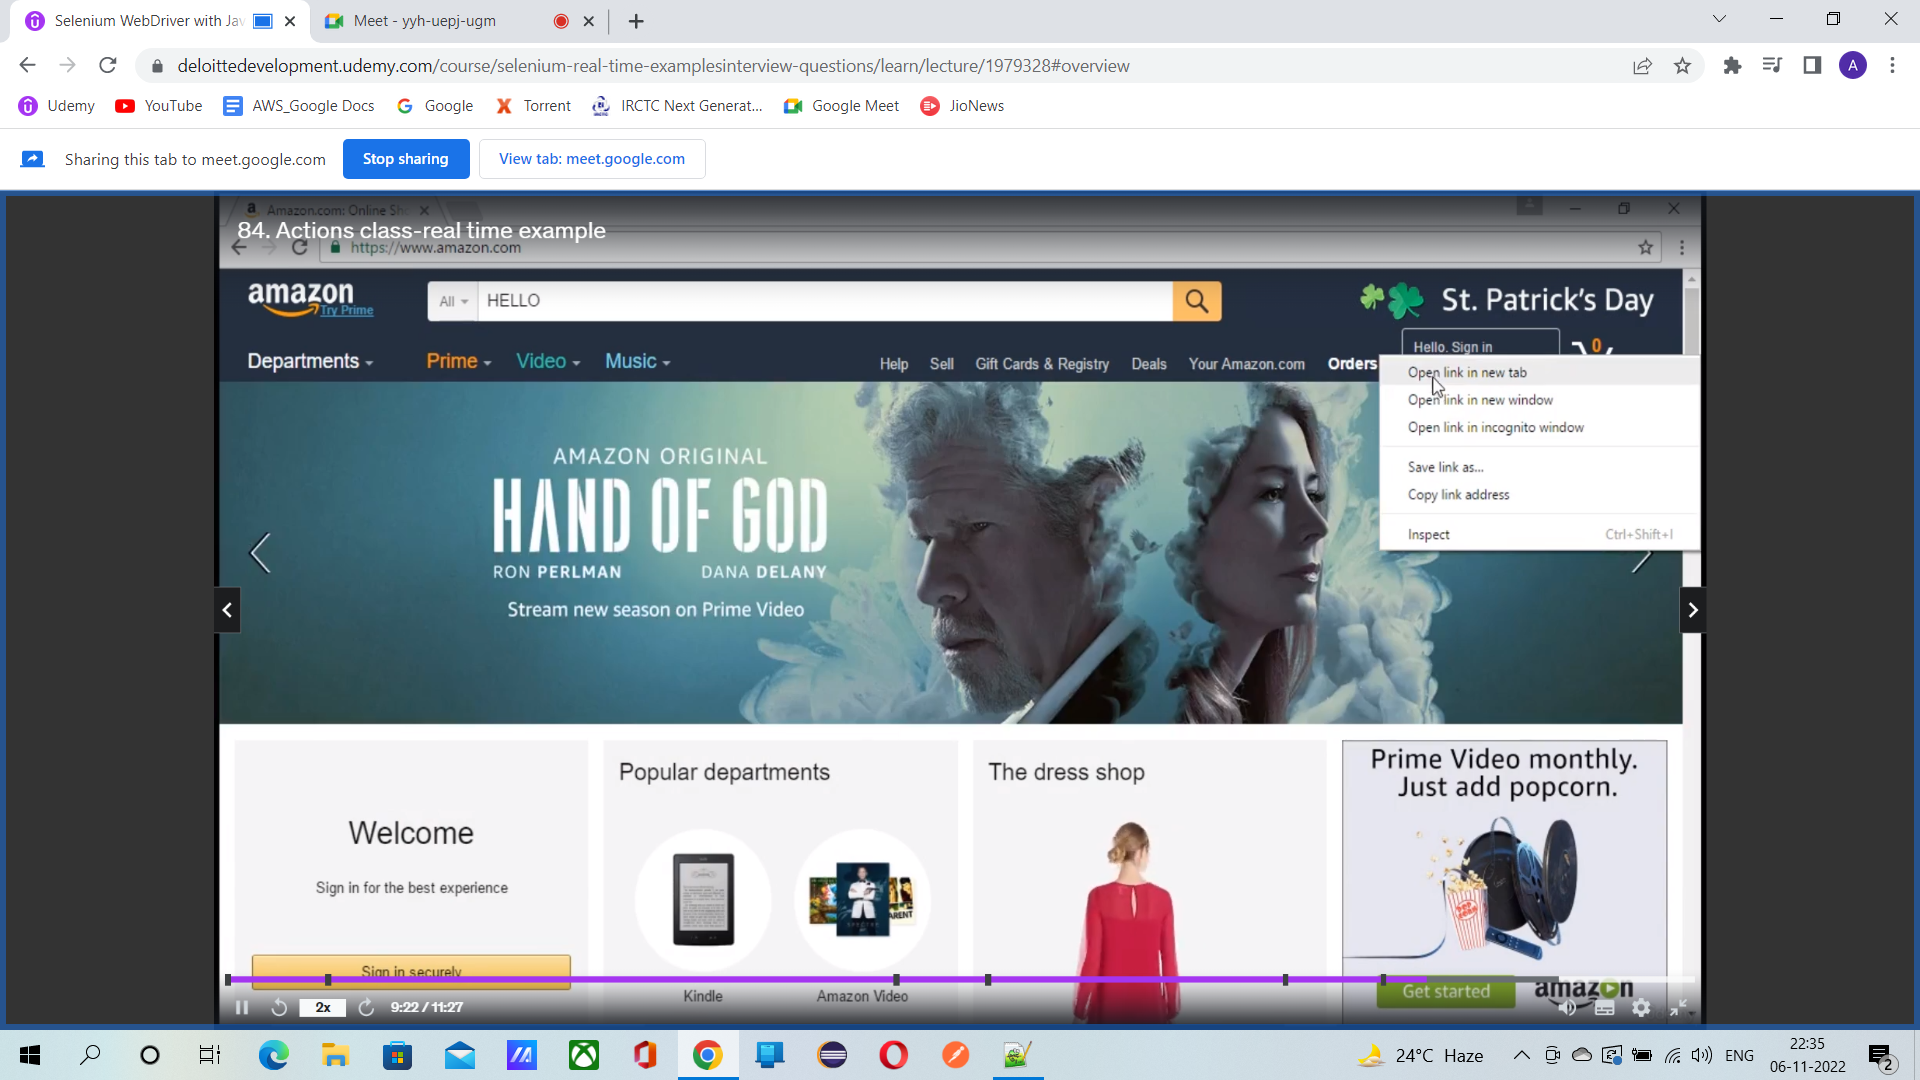 Selenium WebDriver with Jav
Meet - yyh-uepj-ugm
deloittedevelopment.udemy.com/course/selenium-real-time-examplesinterview-questions/learn/lecture/1979328#overview
A
Udemy
YouTube
AWS_Google Docs
Google
Torrent
IRCTC Next Generat...
Google Meet
JioNews
Sharing this tab to meet.google.com
Stop sharing
View tab: meet.google.com
Amazon.com: Online Sh
84. Actions class-real time example
https://www.amazon.com
amazon
Try Prime
All
HELLO
St. Patrick's Day
Departments
Prime
Video
Music
Help
Sell
Gift Cards & Registry
Deals
Your Amazon.com
Orders
Hello. Sign in
0
Open link in new tab
Open link in new window
Open link in incognito window
Save link as...
Copy link address
Inspect
Ctrl+Shift+I
AMAZON ORIGINAL
HAND OF GOD
RON PERLMAN
DANA DELANY
Stream new season on Prime Video
Welcome
Sign in for the best experience
Sign in securely
Popular departments
Kindle
Amazon Video
The dress shop
Prime Video monthly.
Just add popcorn.
Get started
amazon
2x
9:22 / 11:27
24°C Haze
ENG
22:35
06-11-2022
2